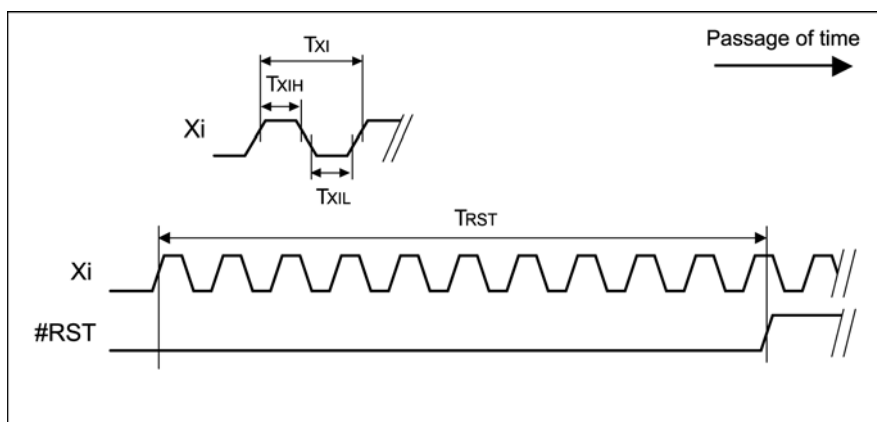 TXI
Passage of time
TXIH
Xi
TXIL
TRST
Xi
#RST